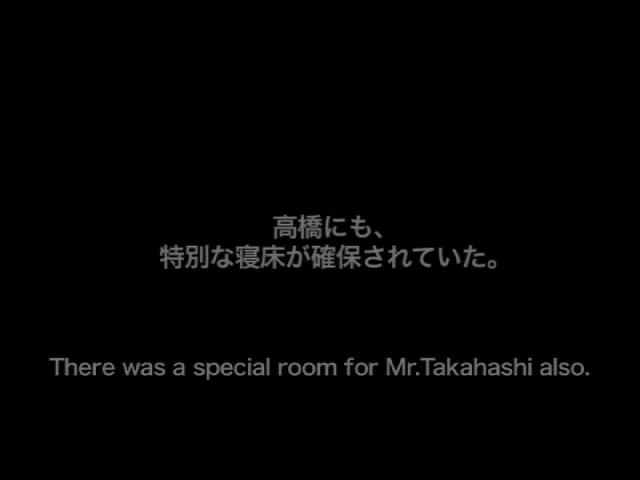 高橋にも、
特別な寝床が確保されていた。
There was a special room for Mr.Takahashi also.